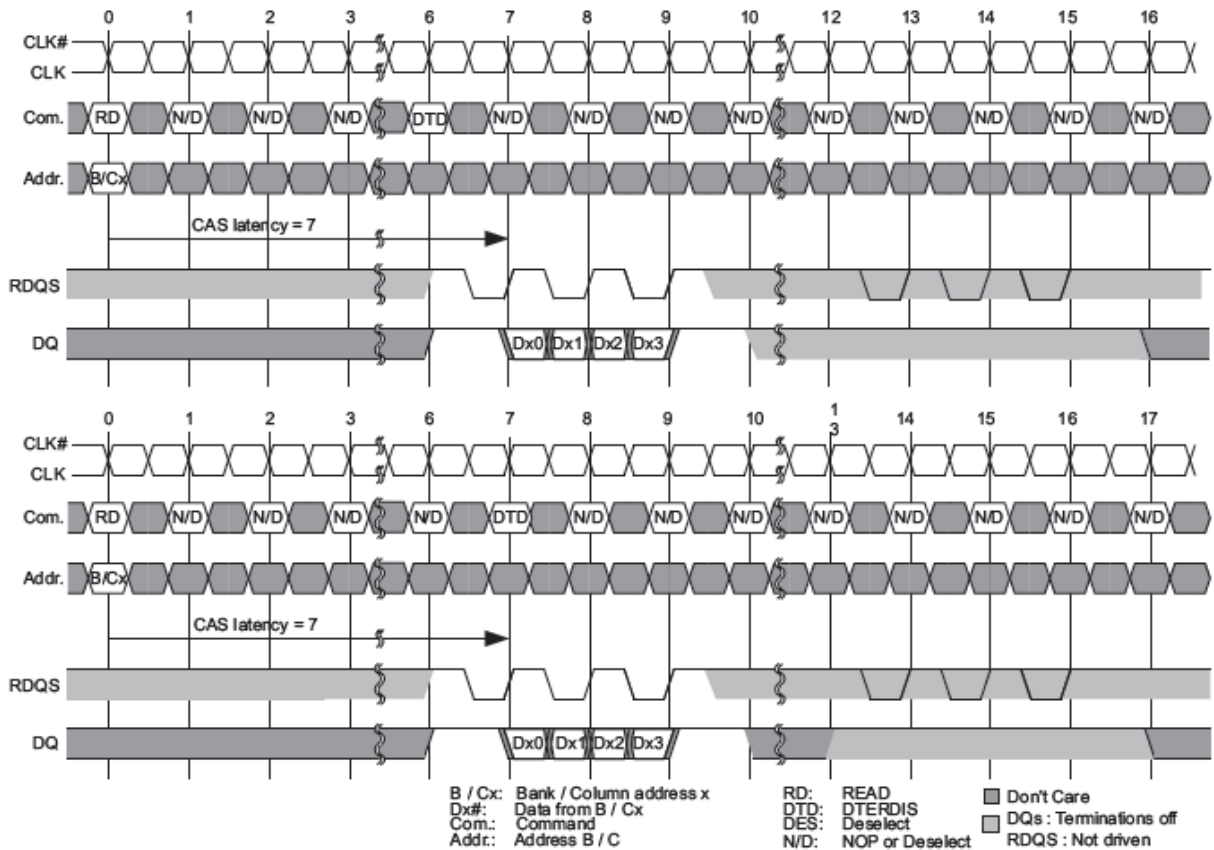 0 1 2 3 6 7 8 9 10 12 13 14 15 16
CLK#
CLK
Com. RD N/D N/D N/D DTD N/D N/D N/D N/D N/D N/D N/D N/D N/D
Addr. B/Cx
CAS latency = 7
RDQS
DQ Dx0 Dx1 Dx2 Dx3
0 1 2 3 6 7 8 9 10 13 14 15 16 17
CLK#
CLK
Com. RD N/D N/D N/D N/D DTD N/D N/D N/D N/D N/D N/D N/D N/D
Addr. B/Cx
CAS latency = 7
RDQS
DQ Dx0 Dx1 Dx2 Dx3
B / Cx: Bank / Column address x
Dx#: Data from B / Cx
Com.: Command
Addr.: Address B / C
RD: READ
DTD: DTERDIS
DES: Deselect
N/D: NOP or Deselect
Don't Care
DQs : Terminations off
RDQS : Not driven